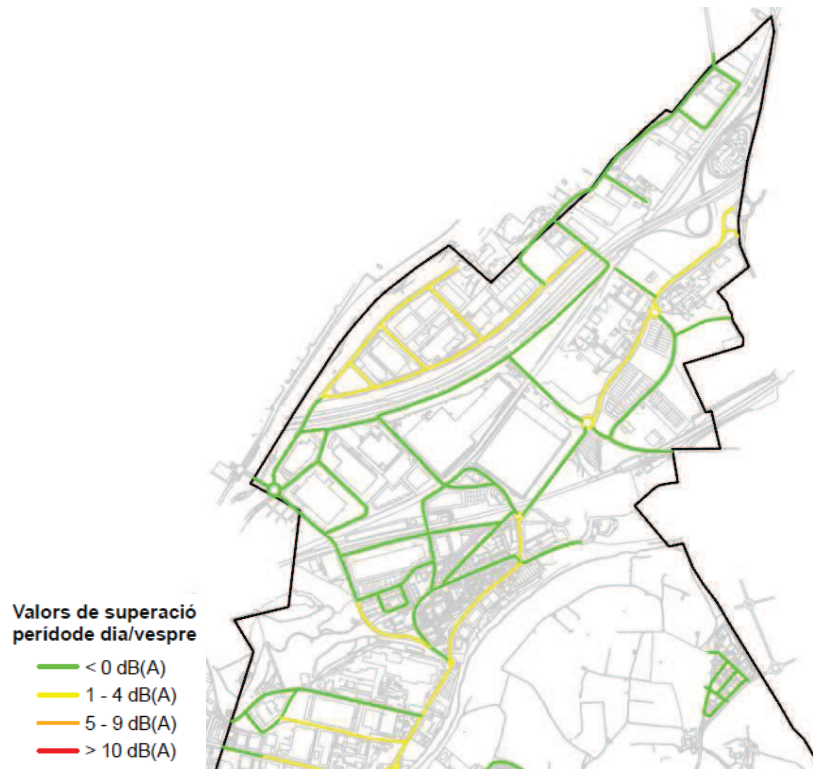 Valors de superació
perídode dia/vespre
< 0 dB(A)
1 - 4 dB(A)
5 - 9 dB(A)
> 10 dB(A)